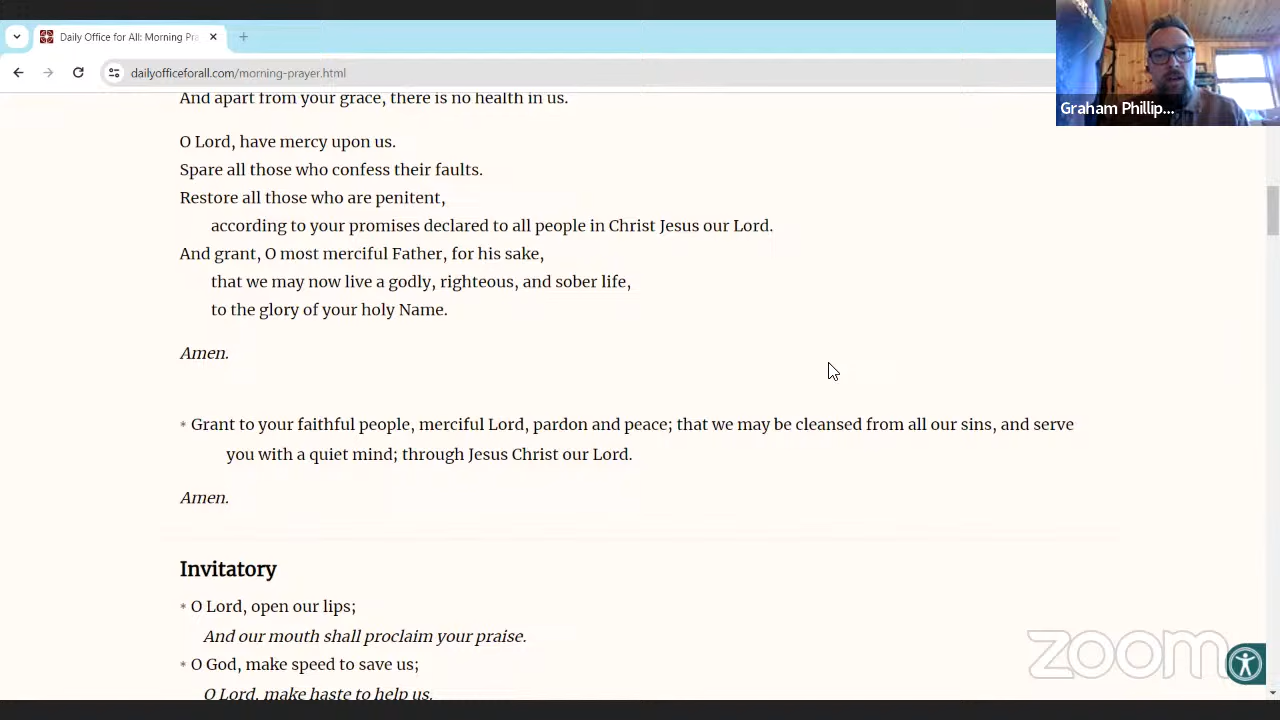 Daily Office for All: Morning Pra
dailyofficeforall.com/morning-prayer.html
Graham Phillip...
And apart from your grace, there is no health in us.
O Lord, have mercy upon us.
Spare all those who confess their faults.
Restore all those who are penitent,
according to your promises declared to all people in Christ Jesus our Lord.
And grant, O most merciful Father, for his sake,
that we may now live a godly, righteous, and sober life,
to the glory of your holy Name.
Amen.
* Grant to your faithful people, merciful Lord, pardon and peace; that we may be cleansed from all our sins, and serve
you with a quiet mind; through Jesus Christ our Lord.
Amen.
Invitatory
* O Lord, open our lips;
And our mouth shall proclaim your praise.
* O God, make speed to save us;
O Lord, make haste to help us.
zoom